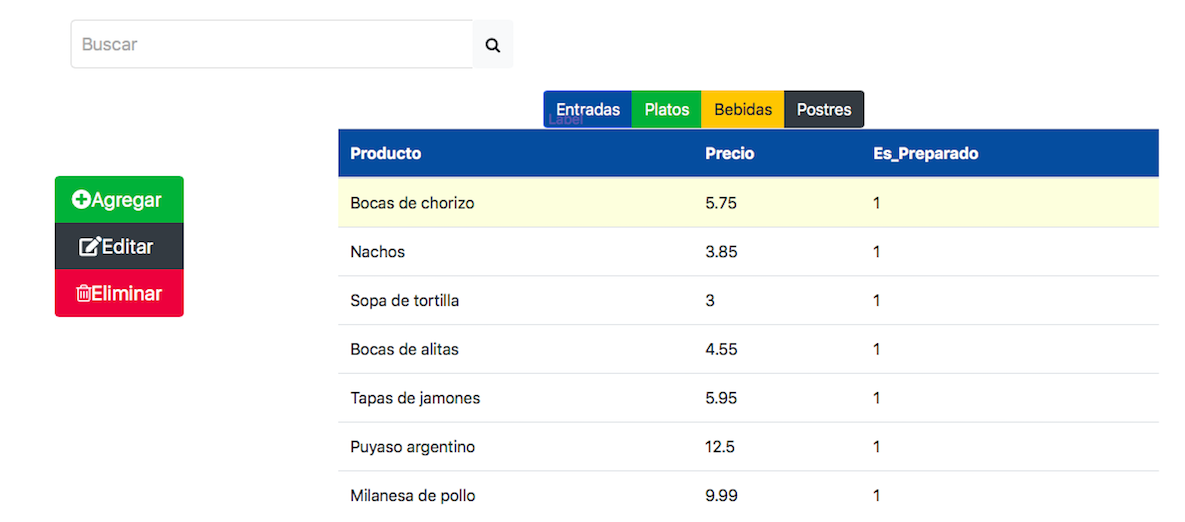 Buscar
Entradas Platos Bebidas Postres
Label
Producto Precio Es_Preparado
Agregar
Editar
Eliminar
Bocas de chorizo 5.75 1
Nachos 3.85 1
Sopa de tortilla 3 1
Bocas de alitas 4.55 1
Tapas de jamones 5.95 1
Puyaso argentino 12.5 1
Milanesa de pollo 9.99 1